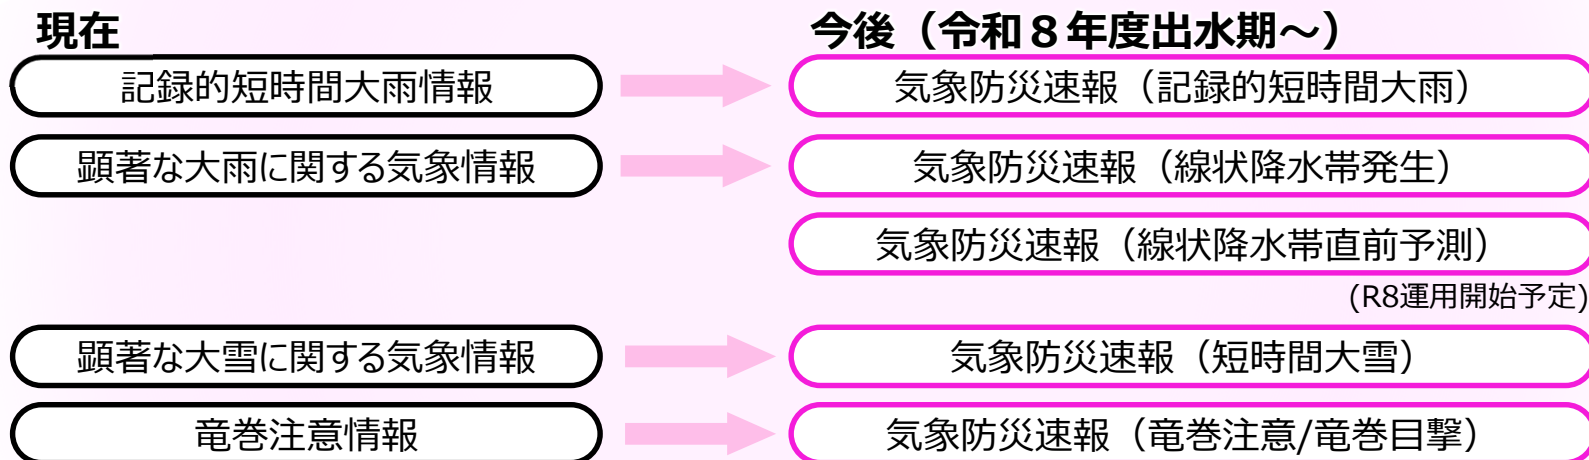 現在
今後（令和８年度出水期～）
記録的短時間大雨情報
気象防災速報（記録的短時間大雨）
顕著な大雨に関する気象情報
気象防災速報（線状降水帯発生）
気象防災速報（線状降水帯直前予測）
(R8運用開始予定)
顕著な大雪に関する気象情報
気象防災速報（短時間大雪）
竜巻注意情報
気象防災速報（竜巻注意/竜巻目撃）